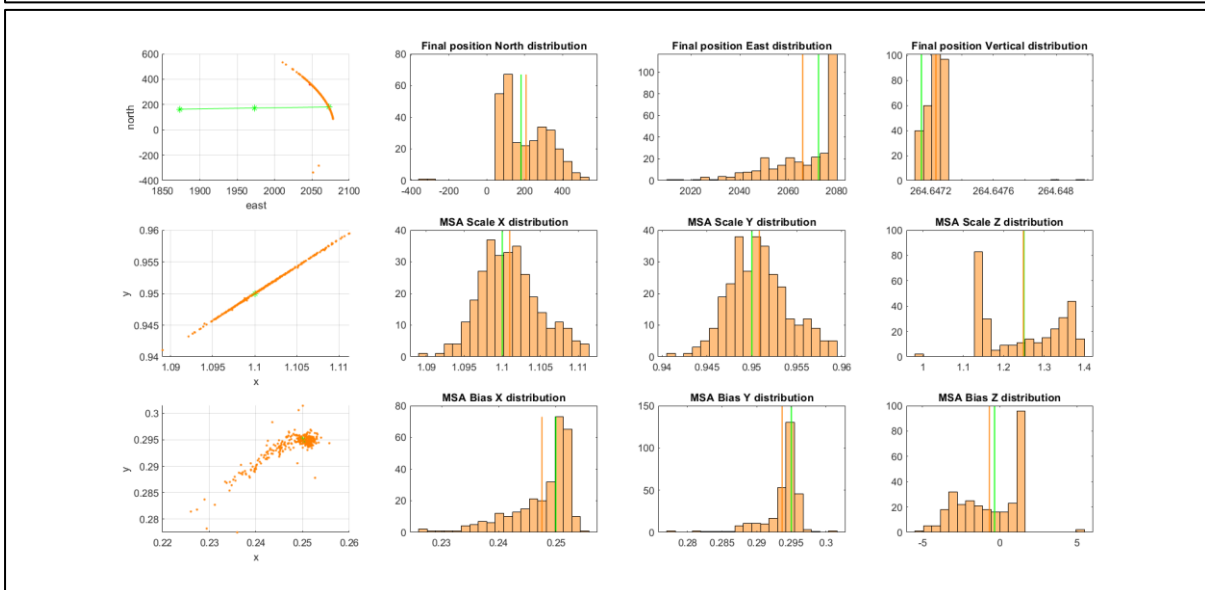 Final position North distribution
Final position East distribution
Final position Vertical distribution
600
400
200
0
-200
-400
north
1850 1900 1950 2000 2050 2100
east
80
60
40
20
0
-400 -200 0 200 400
100
80
60
40
20
0
2020 2040 2060 2080
100
80
60
40
20
0
264.6472 264.6476 264.648
MSA Scale X distribution
MSA Scale Y distribution
MSA Scale Z distribution
0.96
0.955
0.95
0.945
0.94
y
1.09 1.095 1.1 1.105 1.11
x
40
30
20
10
0
1.09 1.095 1.1 1.105 1.11
40
30
20
10
0
0.94 0.945 0.95 0.955 0.96
100
80
60
40
20
0
1 1.1 1.2 1.3 1.4
MSA Bias X distribution
MSA Bias Y distribution
MSA Bias Z distribution
0.3
0.295
0.29
0.285
0.28
y
0.22 0.23 0.24 0.25 0.26
x
80
60
40
20
0
0.23 0.24 0.25
150
100
50
0
0.28 0.285 0.29 0.295 0.3
100
80
60
40
20
0
-5 0 5